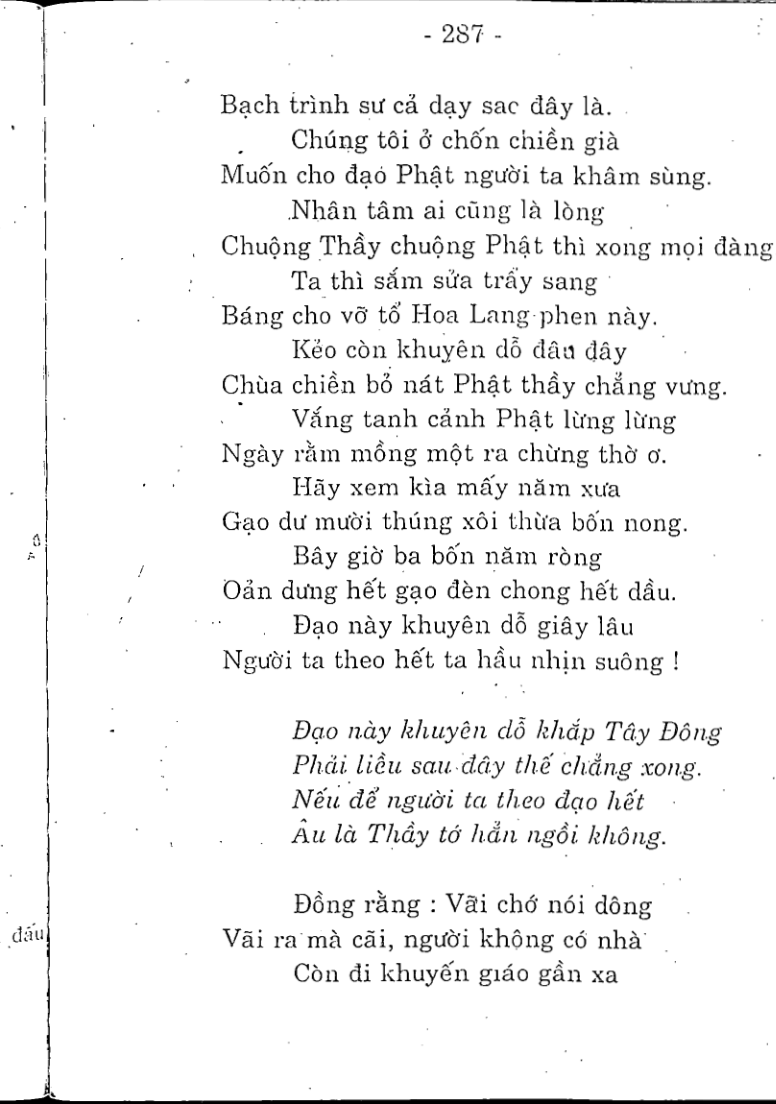 - 287 -
Bạch trình sư cả dạy sac đây là.
Chúng tôi ở chốn chiền già
Muốn cho đạo Phật người ta khâm sùng.
Nhân tâm ai cũng là lòng
Chuộng Thầy chuộng Phật thì xong mọi đàng
Ta thì sắm sửa trẩy sang
Báng cho vỡ tổ Hoa Lang phen này.
Kẻo còn khuyên dỗ đâu đây
Chùa chiền bỏ nát Phật thầy chẳng vưng.
Vắng tanh cảnh Phật lừng lừng
Ngày rằm mồng một ra chừng thờ ơ.
Hãy xem kìa mấy năm xưa
Gạo dư mười thúng xôi thừa bốn nong.
Bây giờ ba bốn năm ròng
Oản dưng hết gạo đèn chong hết dầu.
Đạo này khuyên dỗ giây lâu
Người ta theo hết ta hầu nhịn suông !
Đạo này khuyên dỗ khắp Tây Đông
Phải liều sau đây thế chẳng xong.
Nếu để người ta theo đạo hết
Âu là Thầy tớ hẳn ngồi không.
Đồng rằng : Vãi chớ nói dông
Vãi ra mà cãi, người không có nhà
Còn đi khuyến giáo gần xa
đấu